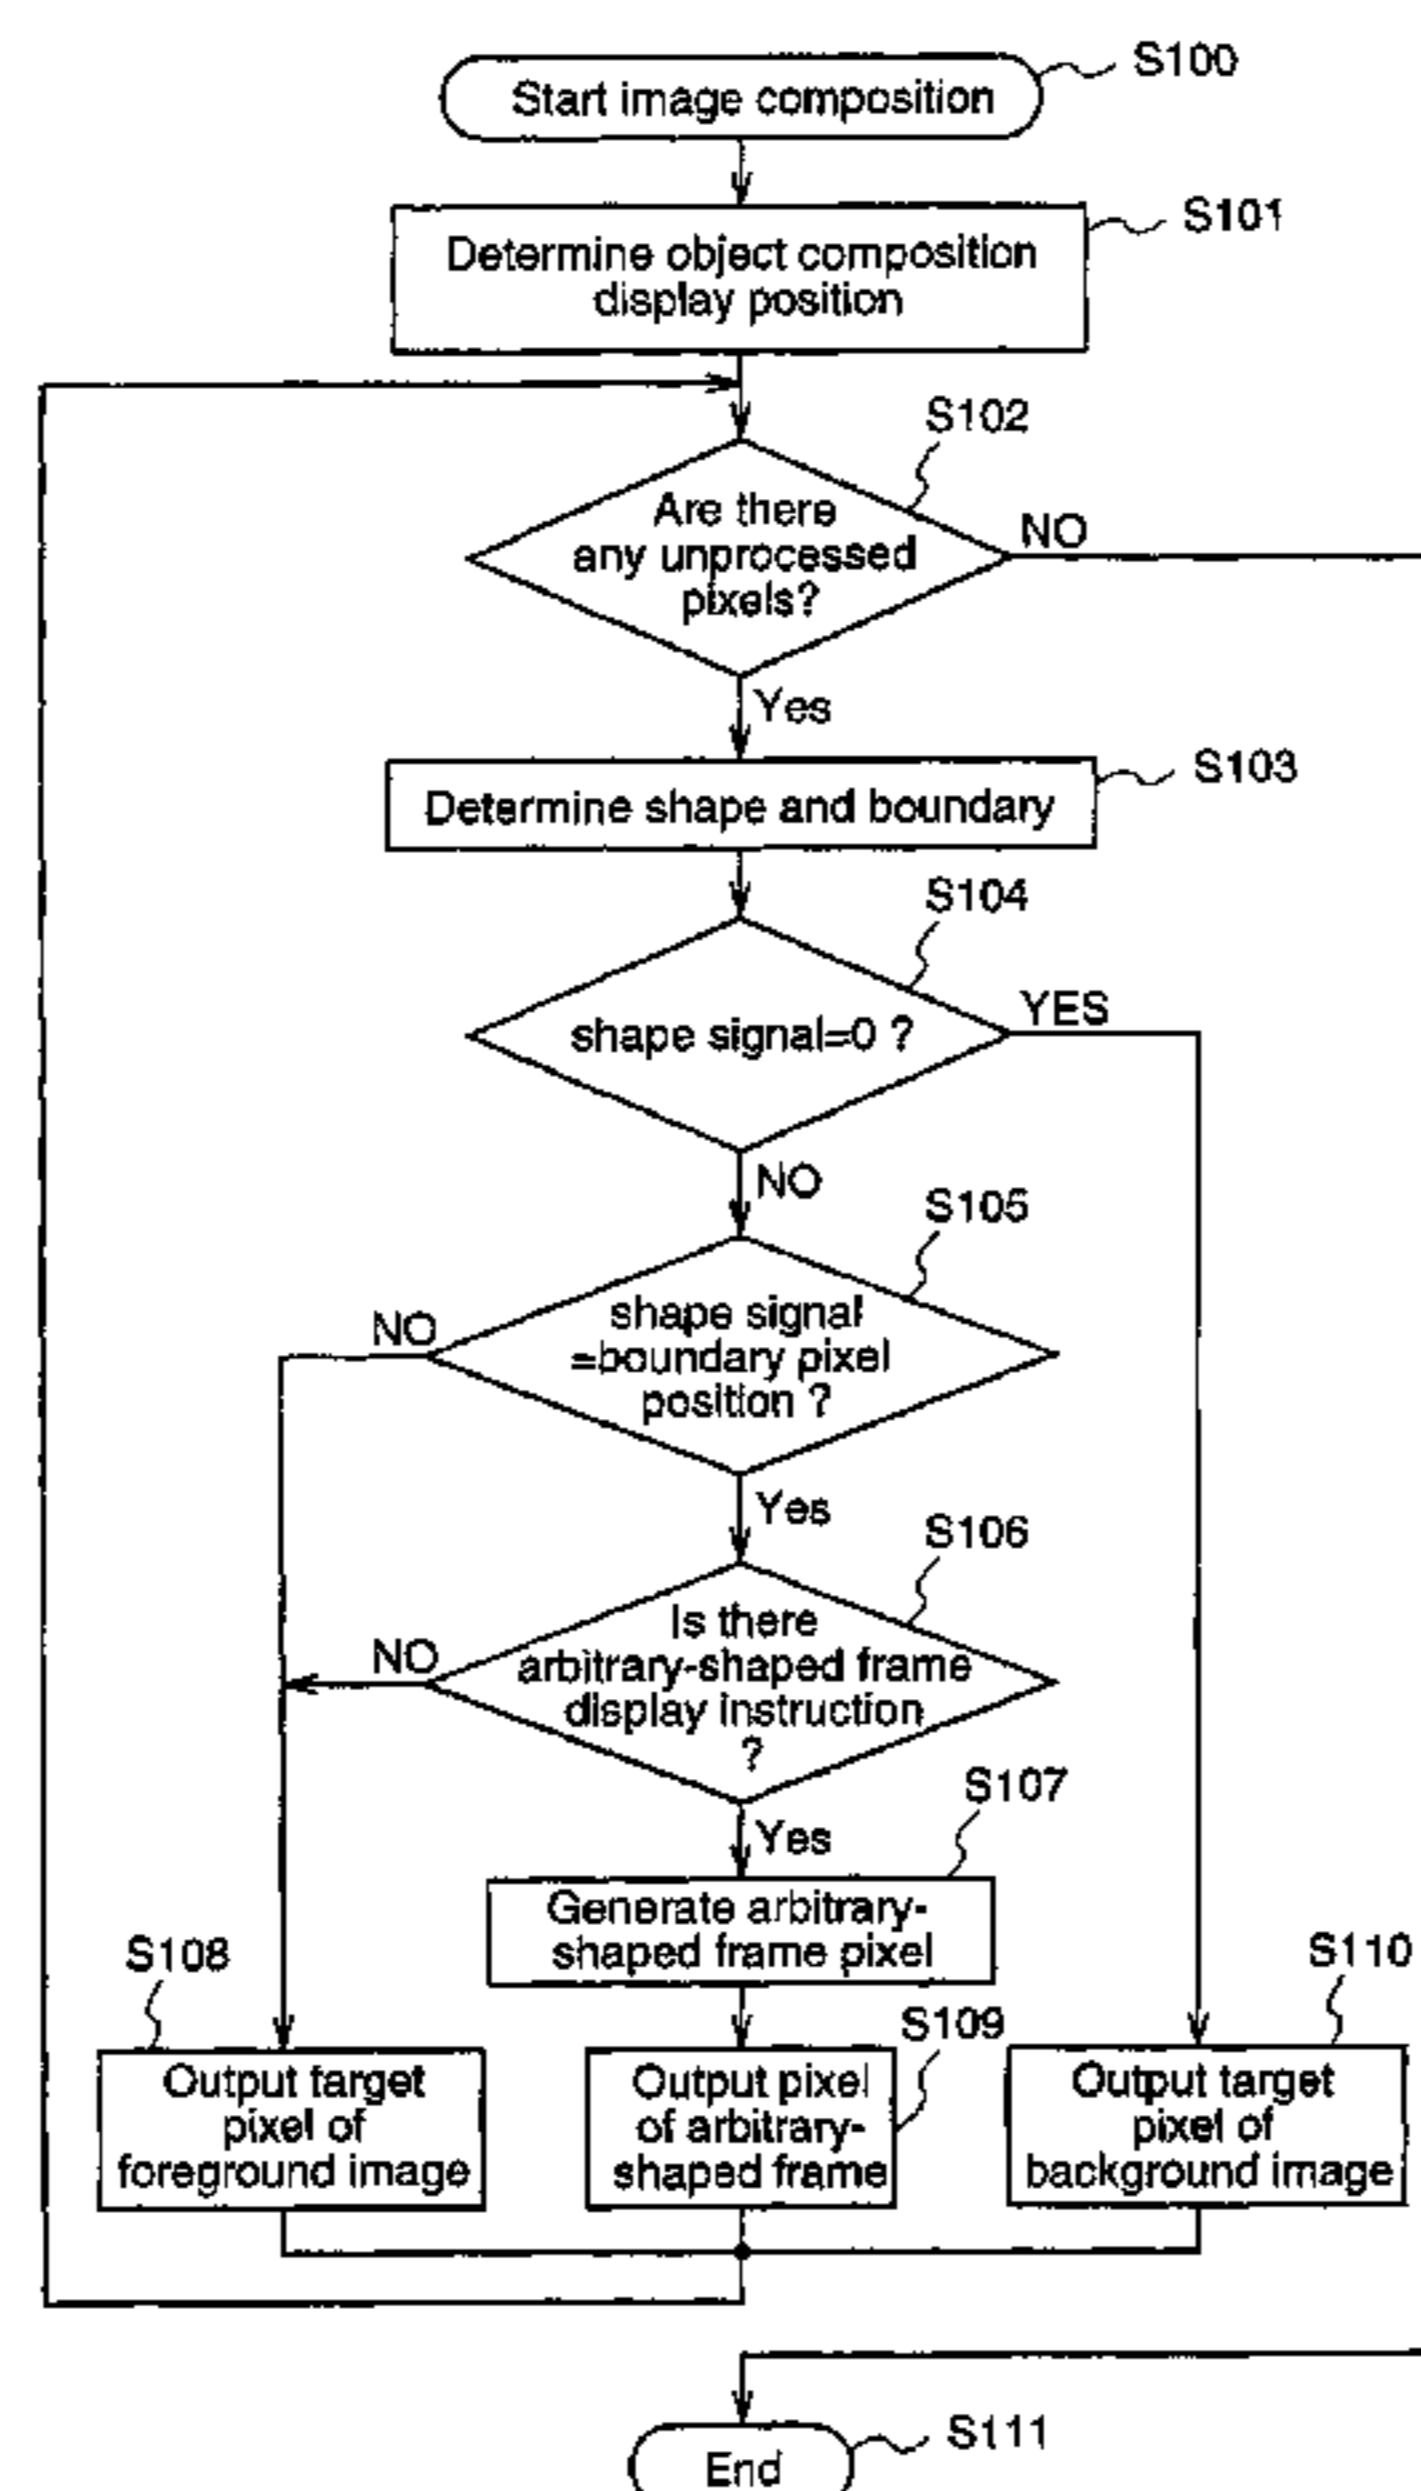 S100
Start image composition
S101
Determine object composition
display position
S102
Are there
any unprocessed
pixels?
NO
Yes
S103
Determine shape and boundary
S104
shape signal=0 ?
YES
NO
S105
shape signal
=boundary pixel
position ?
NO
Yes
S106
Is there
arbitrary-shaped frame
display instruction
?
NO
Yes
S107
Generate arbitrary-
shaped frame pixel
S108
Output target
pixel of
foreground image
S109
Output pixel
of arbitrary-
shaped frame
S110
Output target
pixel of
background image
S111
End